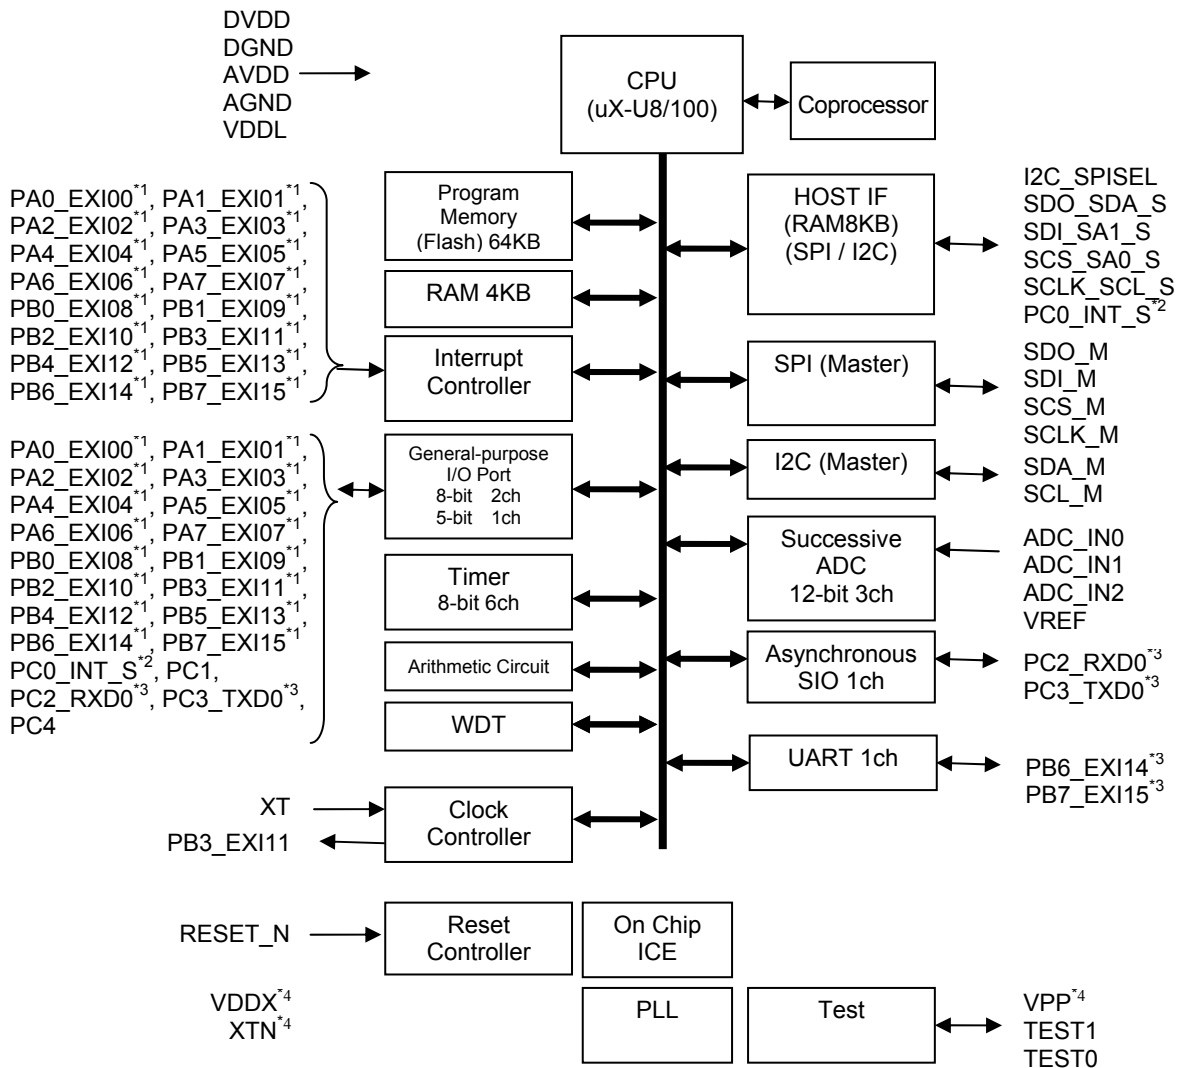 DVDD
DGND
AVDD
AGND
VDDL
CPU
(uX-U8/100)
Coprocessor
PA0_EXI00*1, PA1_EXI01*1,
PA2_EXI02*1, PA3_EXI03*1,
PA4_EXI04*1, PA5_EXI05*1,
PA6_EXI06*1, PA7_EXI07*1,
PB0_EXI08*1, PB1_EXI09*1,
PB2_EXI10*1, PB3_EXI11*1,
PB4_EXI12*1, PB5_EXI13*1,
PB6_EXI14*1, PB7_EXI15*1
Program
Memory
(Flash) 64KB
RAM 4KB
Interrupt
Controller
HOST IF
(RAM8KB)
(SPI / I2C)
I2C_SPISEL
SDO_SDA_S
SDI_SA1_S
SCS_SA0_S
SCLK_SCL_S
PC0_INT_S*2
SPI (Master)
SDO_M
SDI_M
SCS_M
SCLK_M
PA0_EXI00*1, PA1_EXI01*1,
PA2_EXI02*1, PA3_EXI03*1,
PA4_EXI04*1, PA5_EXI05*1,
PA6_EXI06*1, PA7_EXI07*1,
PB0_EXI08*1, PB1_EXI09*1,
PB2_EXI10*1, PB3_EXI11*1,
PB4_EXI12*1, PB5_EXI13*1,
PB6_EXI14*1, PB7_EXI15*1
PC0_INT_S*2, PC1,
PC2_RXD0*3, PC3_TXD0*3,
PC4
General-purpose
I/O Port
8-bit 2ch
5-bit 1ch
I2C (Master)
SDA_M
SCL_M
Timer
8-bit 6ch
Successive
ADC
12-bit 3ch
ADC_IN0
ADC_IN1
ADC_IN2
VREF
Arithmetic Circuit
Asynchronous
SIO 1ch
PC2_RXD0*3
PC3_TXD0*3
WDT
UART 1ch
PB6_EXI14*3
PB7_EXI15*3
XT
PB3_EXI11
Clock
Controller
RESET_N
Reset
Controller
On Chip
ICE
VDDX*4
XTN*4
PLL
Test
VPP*4
TEST1
TEST0